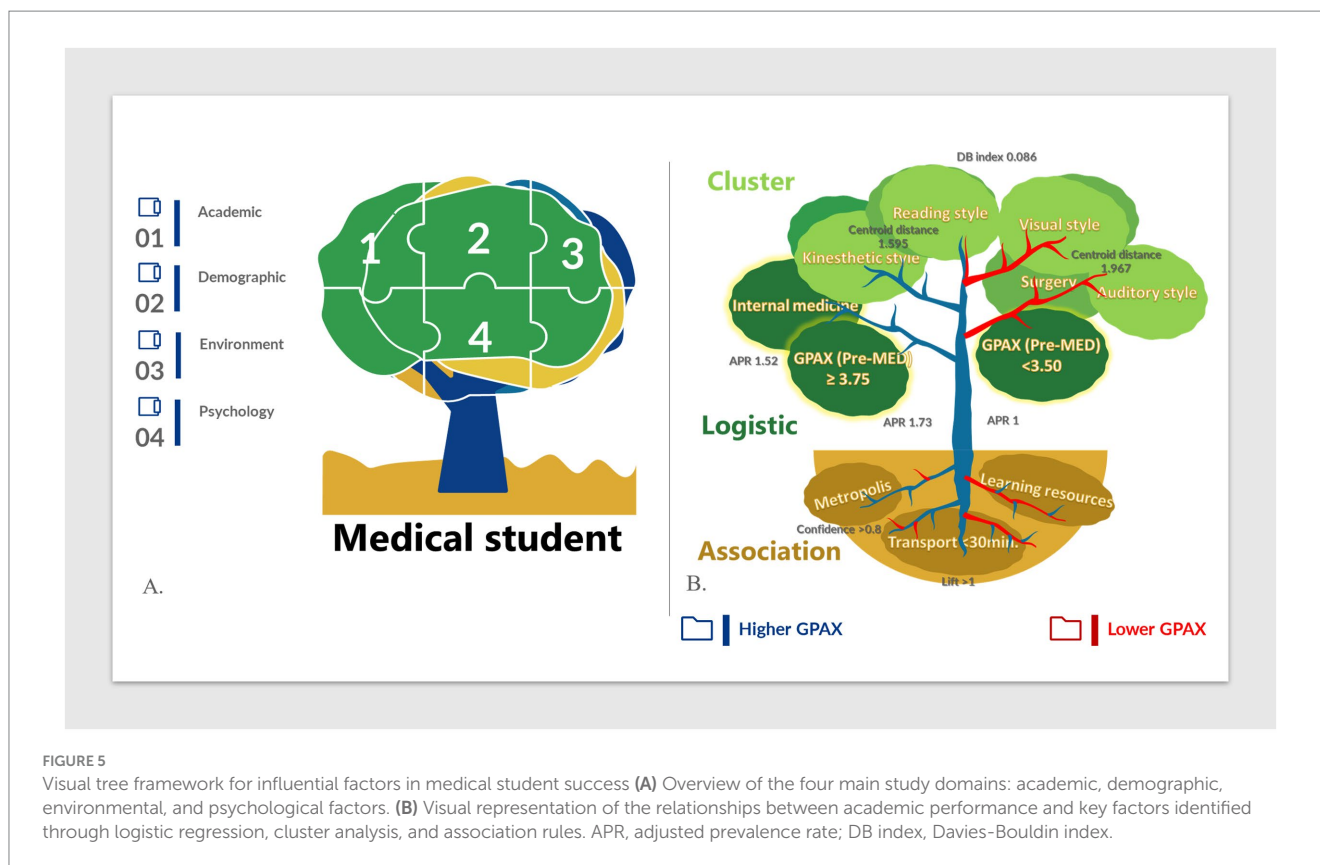 01
Academic
02
Demographic
03
Environment
04
Psychology
1
2
3
4
Medical student
A.
DB index 0.086
Cluster
Reading style
Visual style
Centroid distance
1.595
Kinesthetic style
Centroid distance
1.967
Surgery
Auditory style
Internal medicine
GPAX (Pre-MED)
≥ 3.75
GPAX (Pre-MED)
<3.50
APR 1.52
APR 1.73
APR 1
Logistic
Metropolis
Learning resources
Confidence >0.8
Transport <30min.
Association
Lift >1
B.
Higher GPAX
Lower GPAX
FIGURE 5
Visual tree framework for influential factors in medical student success (A) Overview of the four main study domains: academic, demographic,
environmental, and psychological factors. (B) Visual representation of the relationships between academic performance and key factors identified
through logistic regression, cluster analysis, and association rules. APR, adjusted prevalence rate; DB index, Davies-Bouldin index.